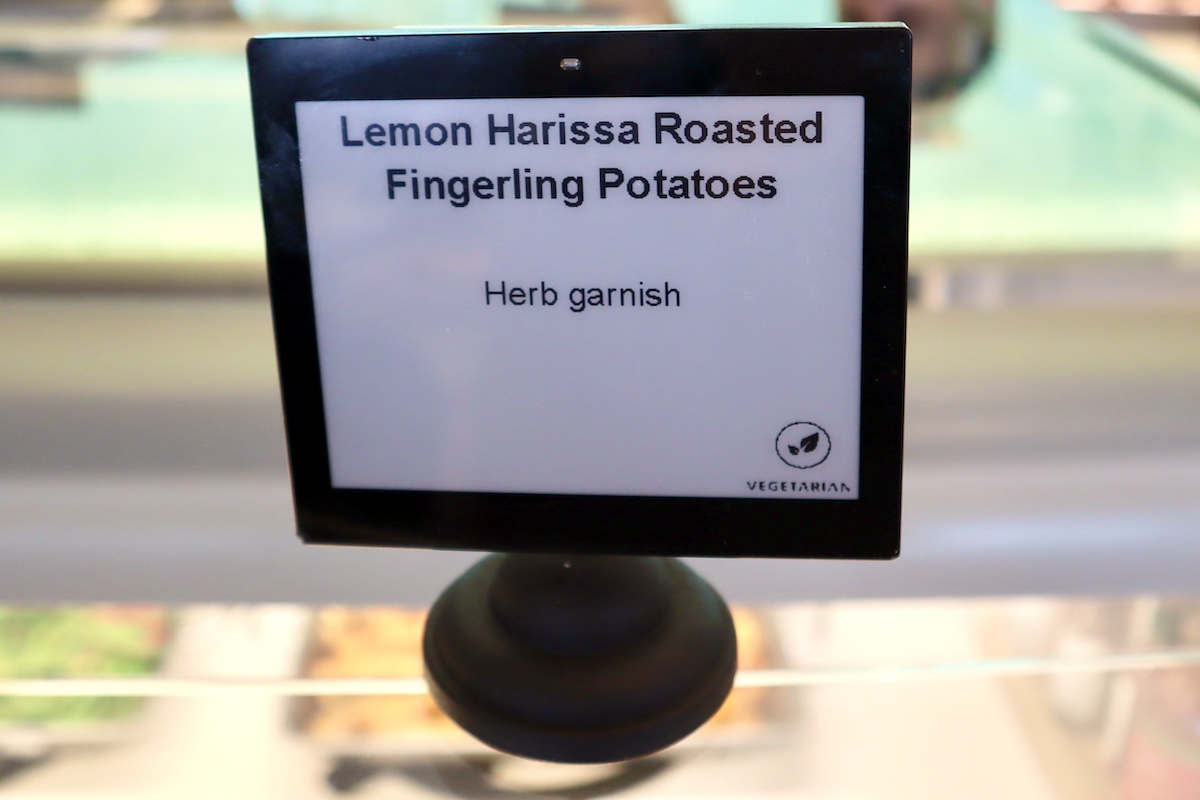 Lemon Harissa Roasted
Fingerling Potatoes
Herb garnish
VEGETARIAN